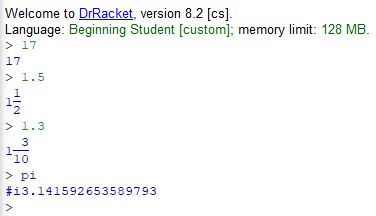 Welcome to DrRacket, version 8.2 [cs].
Language: Beginning Student [custom]; memory limit: 128 MB.
> 17
17
> 1.5
1 1/2
> 1.3
1 3/10
> pi
#i3.141592653589793
>